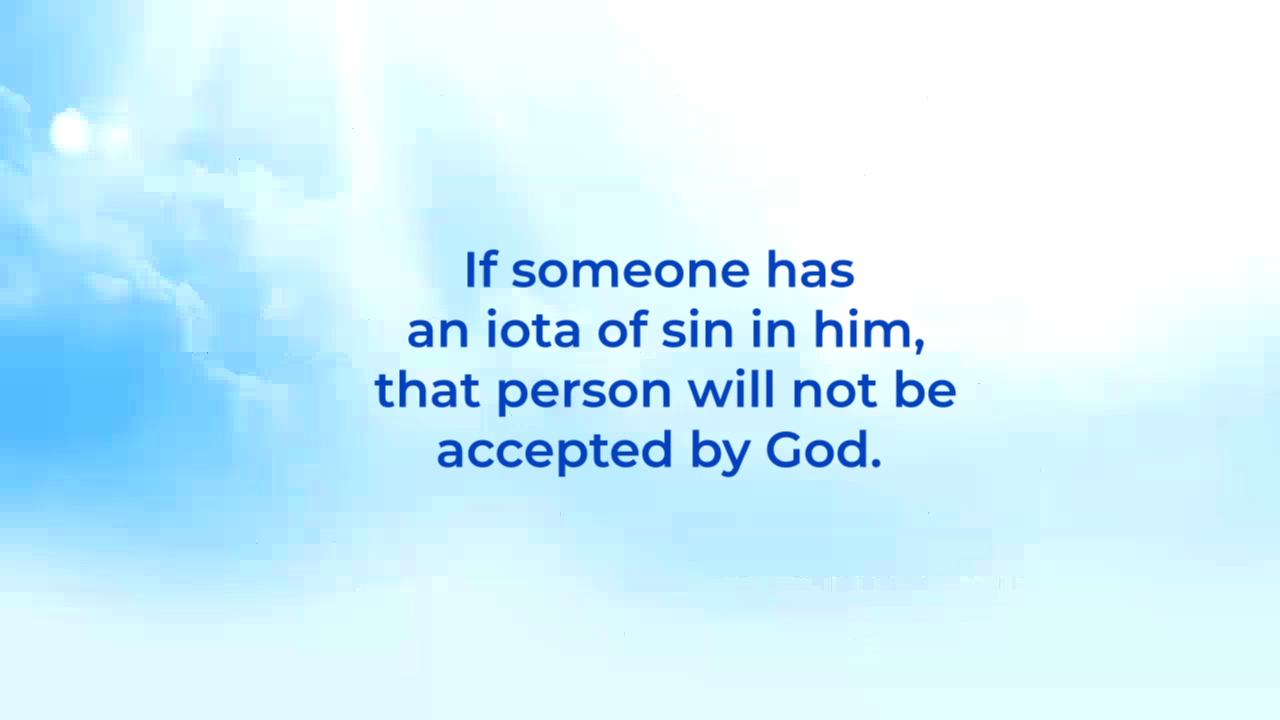 If someone has
an iota of sin in him,
that person will not be
accepted by God.